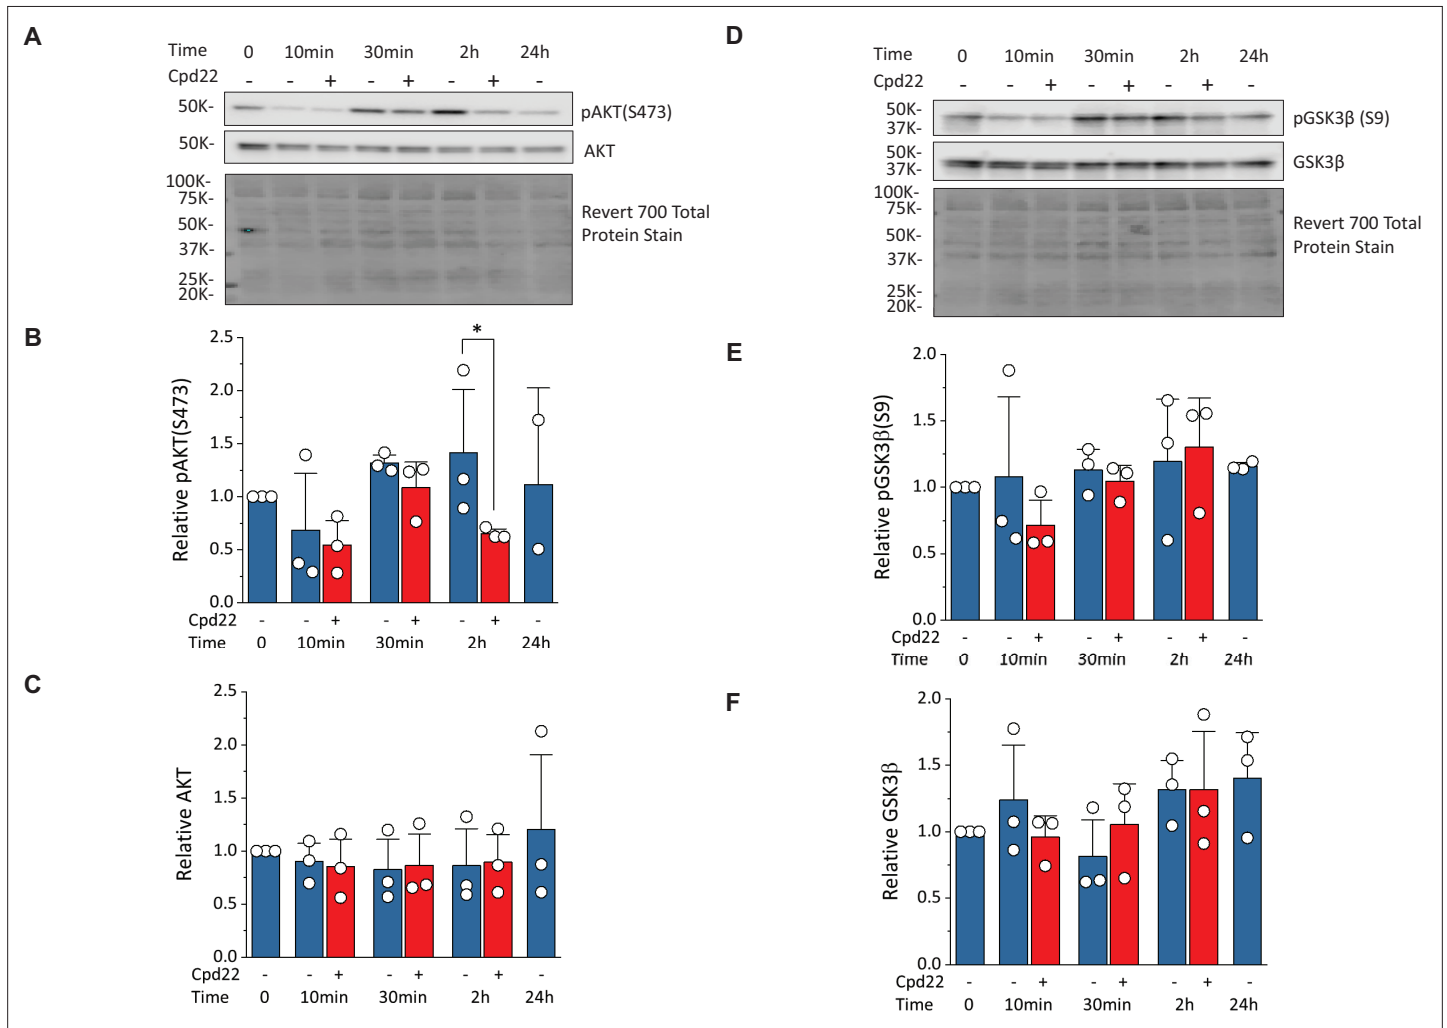 A
Time 0 10min 30min 2h 24h
Cpd22 - - + - + - + -
50K- pAKT(S473)
50K- AKT
100K-
75K-
50K-
37K-
25K-
20K-
Revert 700 Total
Protein Stain
B
Relative pAKT(S473)
2.5
2.0
1.5
1.0
0.5
0.0
*
Cpd22 - - + - + - + -
Time 0 10min 30min 2h 24h
C
Relative AKT
2.5
2.0
1.5
1.0
0.5
0.0
Cpd22 - - + - + - + -
Time 0 10min 30min 2h 24h
D
Time 0 10min 30min 2h 24h
Cpd22 - - + - + - + -
50K-
37K-
pGSK3β (S9)
50K-
37K-
GSK3β
100K-
75K-
50K-
37K-
25K-
20K-
Revert 700 Total
Protein Stain
E
Relative pGSK3β(S9)
2.0
1.5
1.0
0.5
0.0
Cpd22 - - + - + - + -
Time 0 10min 30min 2h 24h
F
Relative GSK3β
2.0
1.5
1.0
0.5
0.0
Cpd22 - - + - + - + -
Time 0 10min 30min 2h 24h